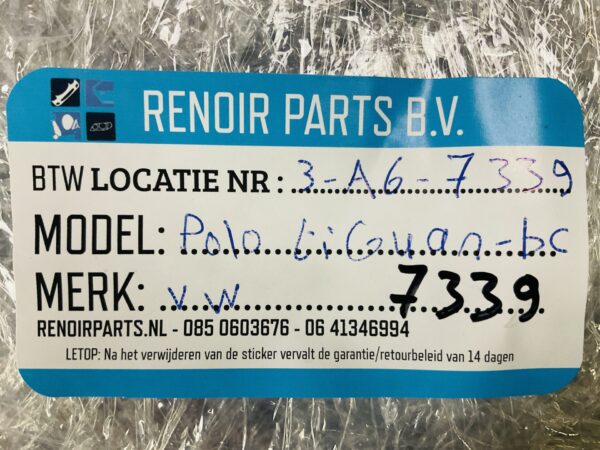 RENOIR PARTS B.V.
BTW LOCATIE NR: 3-A6-7339
MODEL: Polo tiGuan-bc
MERK: VW 7339
RENOIRPARTS.NL - 085 0603676 - 06 41346994
LETOP: Na het verwijderen van de sticker vervalt de garantie/retourbeleid van 14 dagen